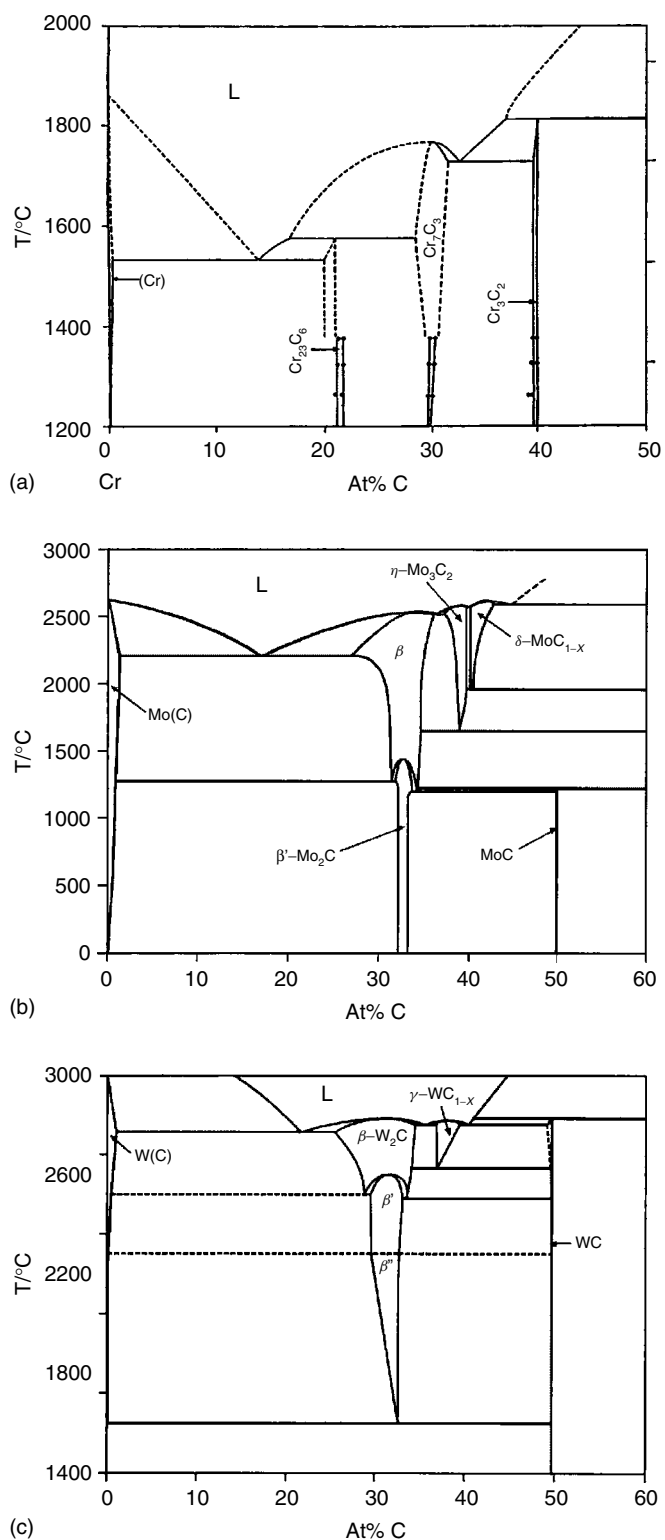 2000
1800
1600
1400
1200
T/°C
L
(Cr)
Cr₂₃C₆
Cr₇C₃
Cr₃C₂
0 10 20 30 40 50
(a) Cr At% C
3000
2500
2000
1500
1000
500
0
T/°C
L
η–Mo₃C₂
δ–MoC₁₋ₓ
β
Mo(C)
β'–Mo₂C
MoC
0 10 20 30 40 50 60
(b) At% C
3000
2600
2200
1800
1400
T/°C
L
γ–WC₁₋ₓ
β–W₂C
W(C)
β'
WC
β"
0 10 20 30 40 50 60
(c) At% C